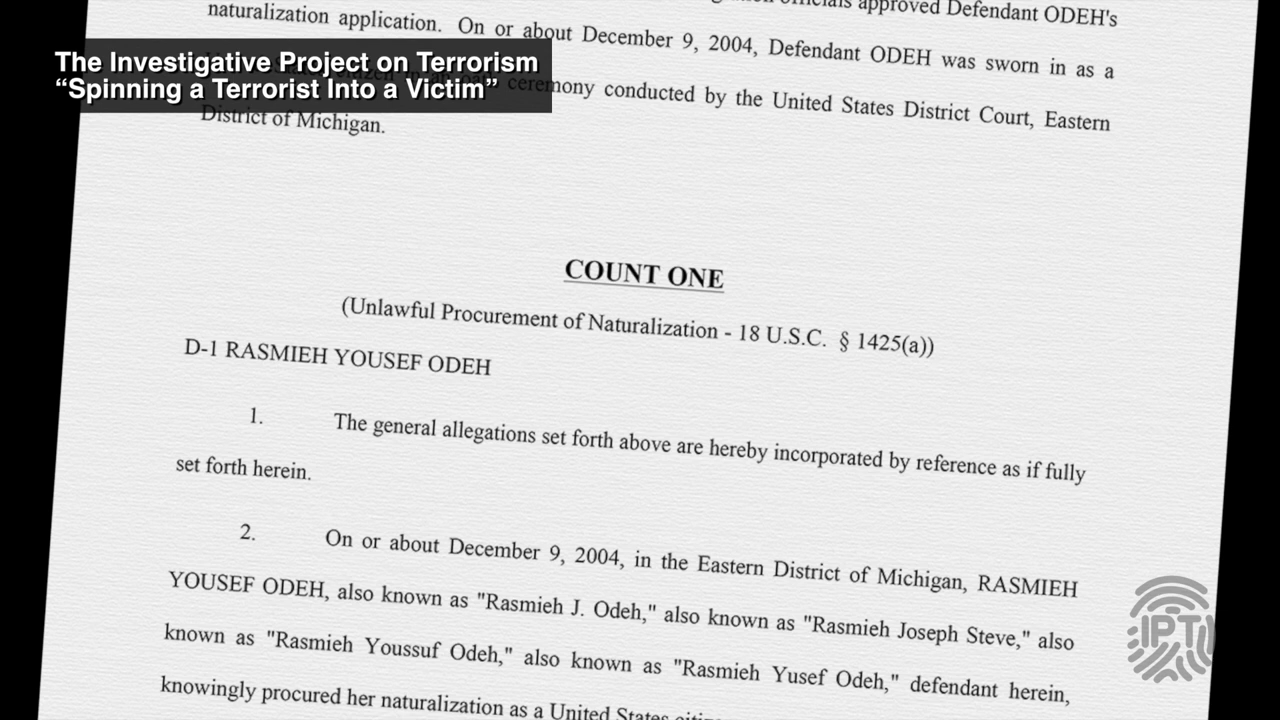 approved Defendant ODEH's
naturalization application. On or about December 9, 2004, Defendant ODEH was sworn in as a
The Investigative Project on Terrorism
“Spinning a Terrorist Into a Victim”
ceremony conducted by the United States District Court, Eastern
District of Michigan.
COUNT ONE
(Unlawful Procurement of Naturalization - 18 U.S.C. § 1425(a))
D-1 RASMIEH YOUSEF ODEH
1. The general allegations set forth above are hereby incorporated by reference as if fully
set forth herein.
2. On or about December 9, 2004, in the Eastern District of Michigan, RASMIEH
YOUSEF ODEH, also known as "Rasmieh J. Odeh," also known as "Rasmieh Joseph Steve," also
known as "Rasmieh Youssuf Odeh," also known as "Rasmieh Yusef Odeh," defendant herein,
knowingly procured her naturalization as a United States
IPT